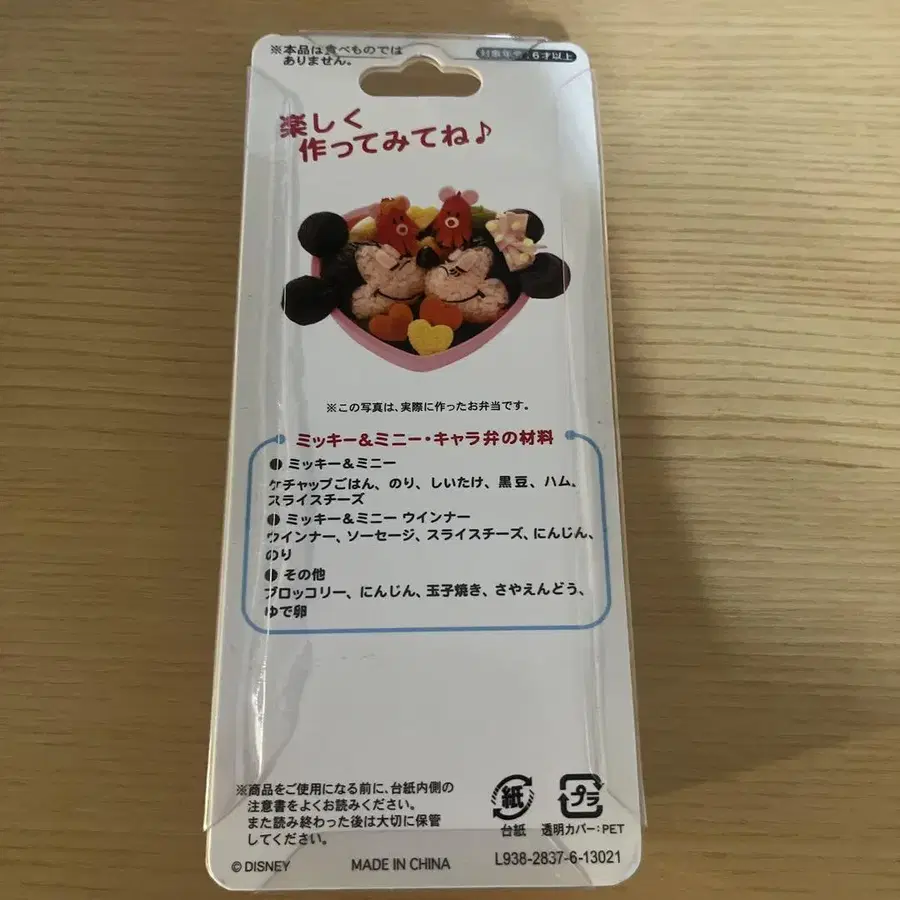 ※本品は食べものでは
ありません。
対象年令:6才以上
楽しく
作ってみてね♪
※この写真は、実際に作ったお弁当です。
ミッキー&ミニー・キャラ弁の材料
● ミッキー&ミニー
ケチャップごはん、のり、しいたけ、黒豆、ハム、
スライスチーズ
● ミッキー&ミニー ウインナー
ウインナー、ソーセージ、スライスチーズ、にんじん、
のり
● その他
ブロッコリー、にんじん、玉子焼き、さやえんどう、
ゆで卵
※商品をご使用になる前に、台紙内側の
注意書をよくお読みください。
また読み終わった後は大切に保管
してください。
紙
台紙
プラ
透明カバー:PET
© DISNEY
MADE IN CHINA
L938-2837-6-13021